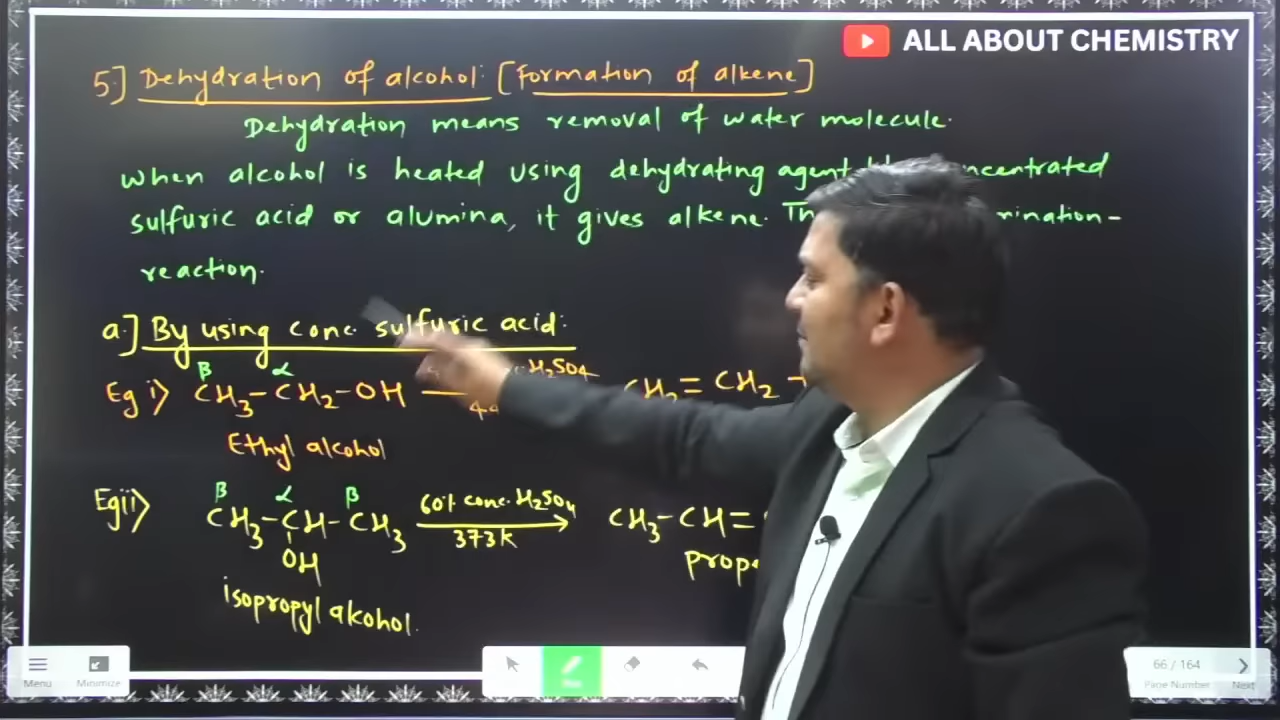 ALL ABOUT CHEMISTRY
5.] Dehydration of alcohol: [Formation of alkene]
Dehydration means removal of water molecule.
When alcohol is heated using dehydrating agent
sulfuric acid or alumina, it gives alkene.
reaction.
a] By using conc. sulfuric acid:
β α
Eg i> CH3-CH2-OH H2SO4 CH2=CH2 +
Ethyl alcohol
β α β
Eg ii> CH3-CH-CH3 60% conc. H2SO4 CH3-CH=
373K
OH
isopropyl alkohol.
66 / 164
Menu Minimize Pen Page Number Next